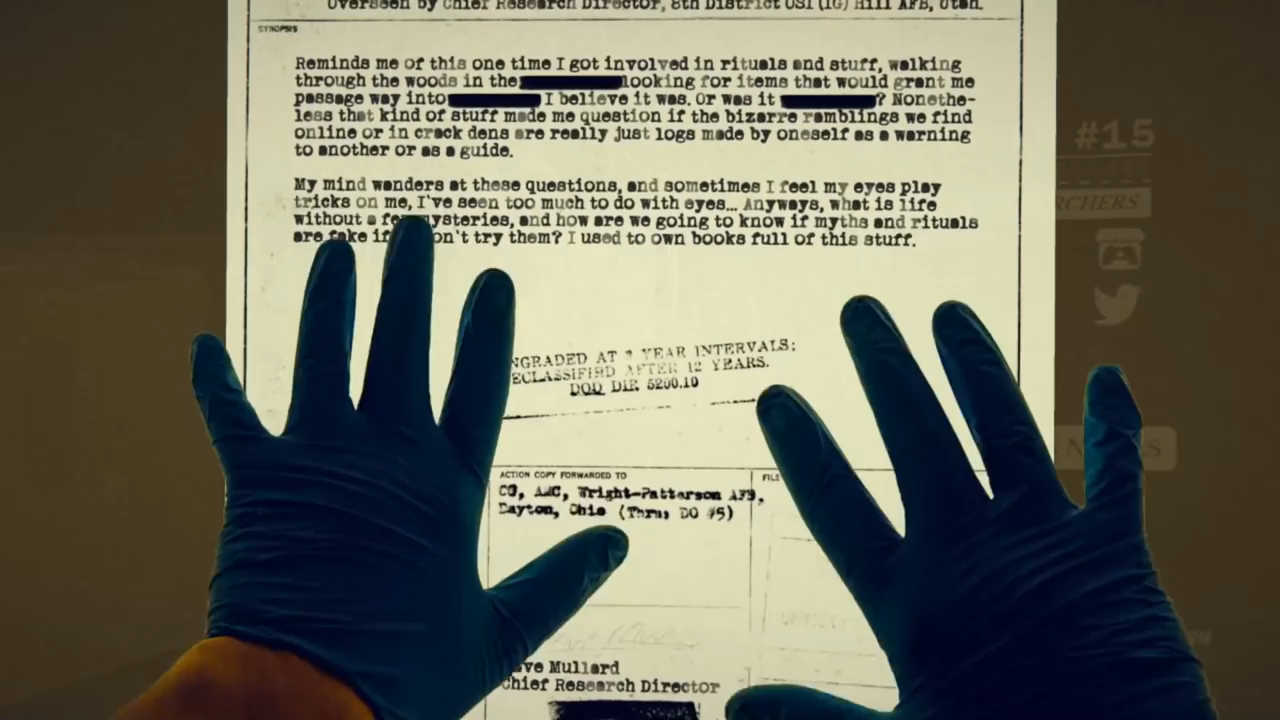 Overseen by Chief Research Director, 8th District OSI (IG) Hill AFB, Utah.
SYNOPSIS
Reminds me of this one time I got involved in rituals and stuff, walking
through the woods in the looking for items that would grant me
passage way into I believe it was. Or was it ? Nonethe-
less that kind of stuff made me question if the bizarre ramblings we find
online or in crack dens are really just logs made by oneself as a warning
to another or as a guide.
My mind wanders at these questions, and sometimes I feel my eyes play
tricks on me, I've seen too much to do with eyes... Anyways, what is life
without a few mysteries, and how are we going to know if myths and rituals
are fake if on't try them? I used to own books full of this stuff.
#15
RCHERS
NGRADED AT 3 YEAR INTERVALS:
ECLASSIFIED AFTER 12 YEARS.
DOD DIR 5200.10
ACTION COPY FORWARDED TO
FIL
CG, AMC, Wright-Patterson AFB,
Dayton, Ohio (Thru: DO #5)
ve Mullard
Chief Research Director